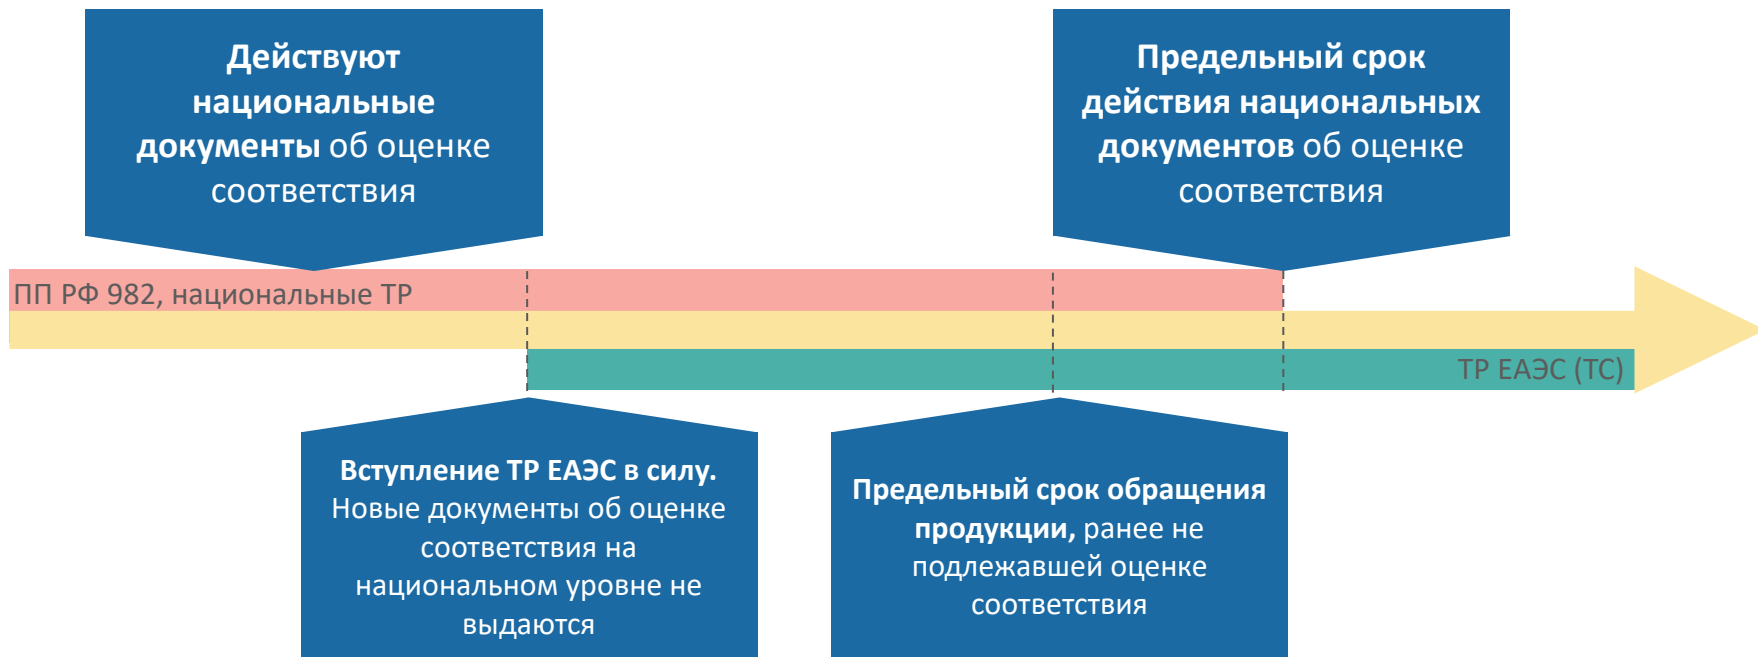 Действуют
национальные
документы об оценке
соответствия
Предельный срок
действия национальных
документов об оценке
соответствия
ПП РФ 982, национальные ТР
ТР ЕАЭС (ТС)
Вступление ТР ЕАЭС в силу.
Новые документы об оценке
соответствия на
национальном уровне не
выдаются
Предельный срок обращения
продукции, ранее не
подлежавшей оценке
соответствия